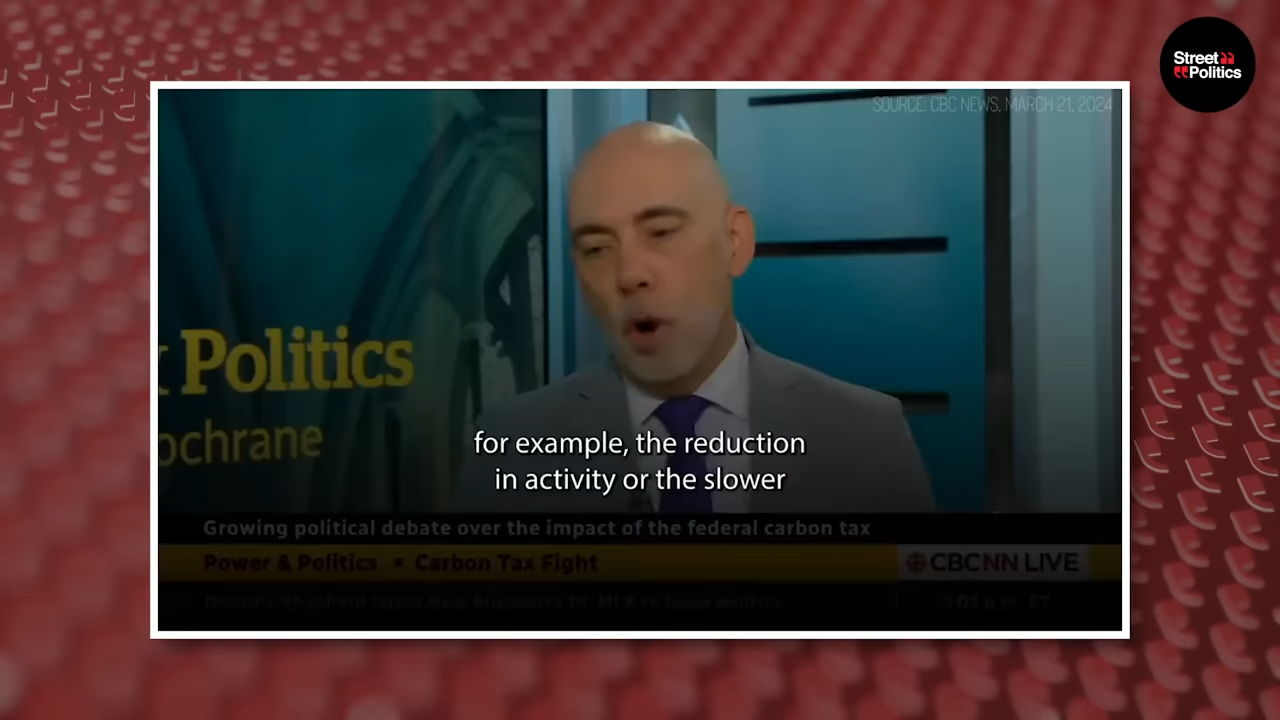 Street
Politics
SOURCE: CBC NEWS, MARCH 21, 2024
Politics
ochrane
for example, the reduction
in activity or the slower
Growing political debate over the impact of the federal carbon tax
Power & Politics • Carbon Tax Fight
CBCNN LIVE